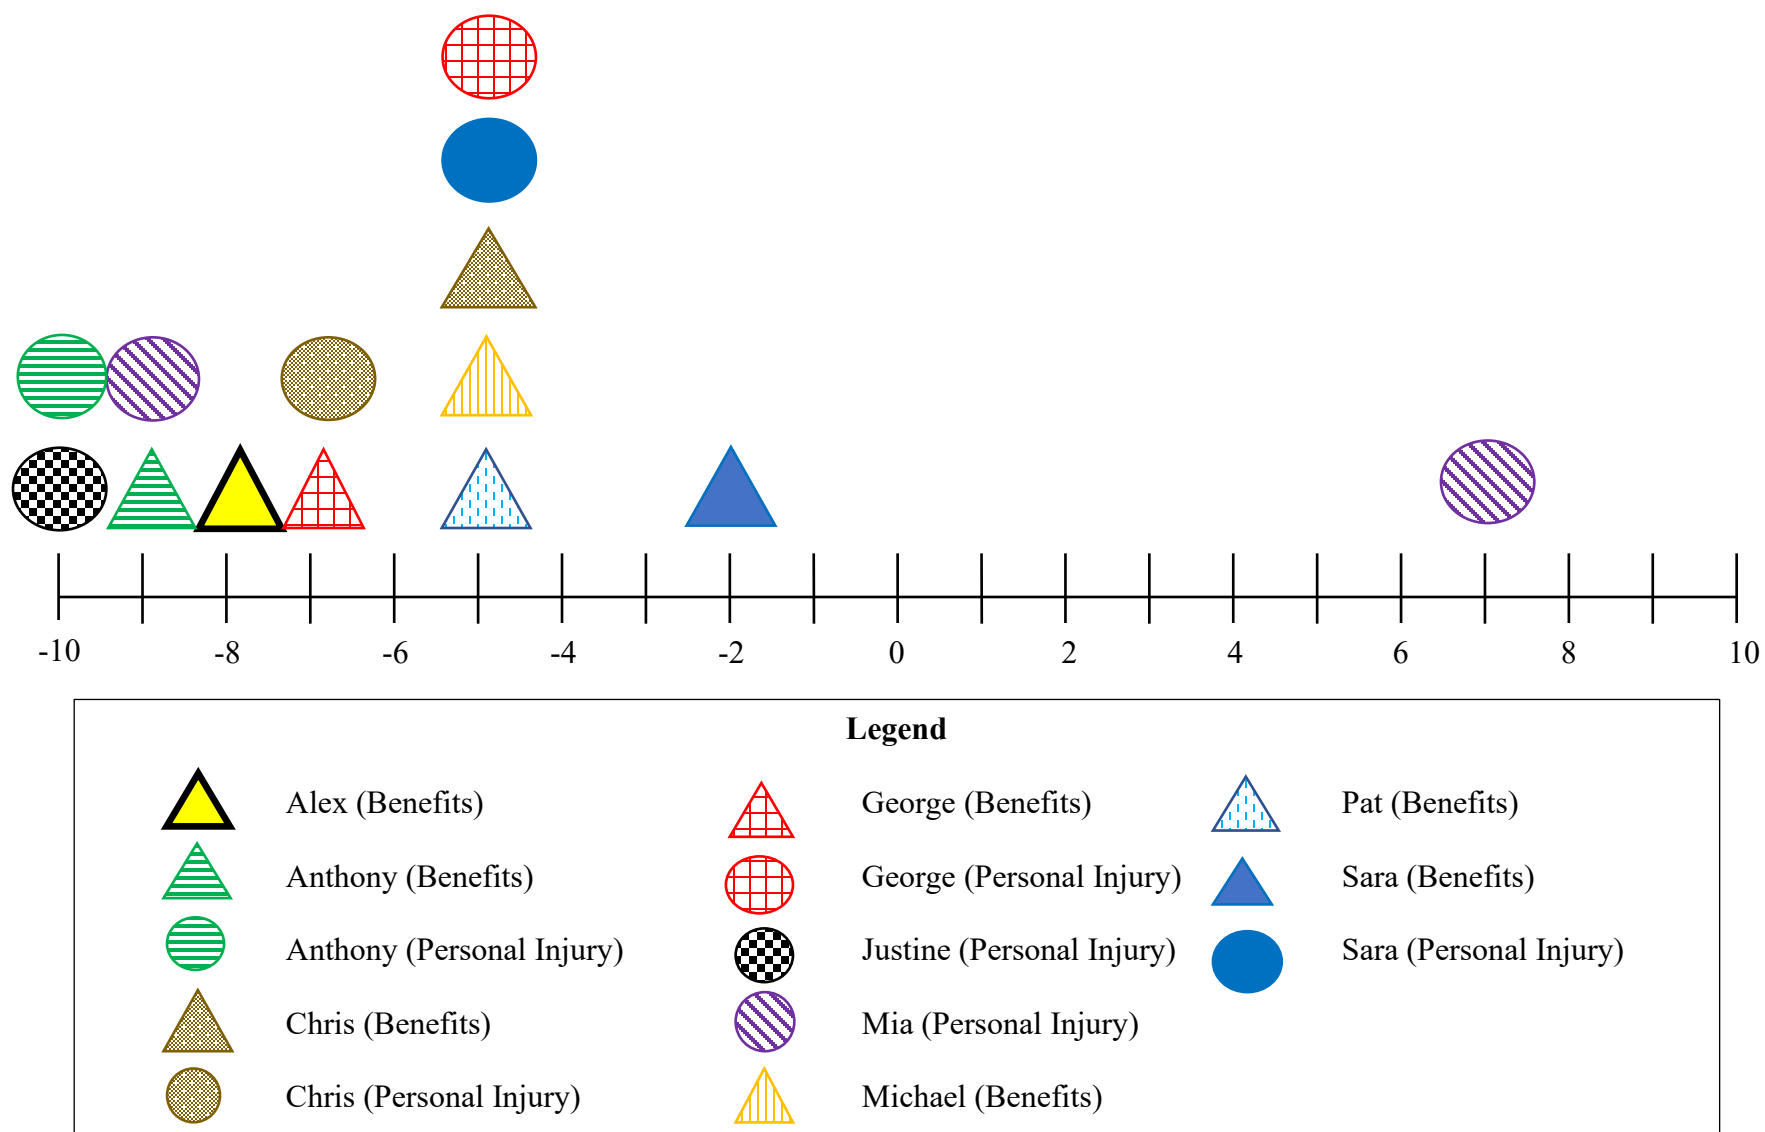 -10 -8 -6 -4 -2 0 2 4 6 8 10
Legend
Alex (Benefits) George (Benefits) Pat (Benefits)
Anthony (Benefits) George (Personal Injury) Sara (Benefits)
Anthony (Personal Injury) Justine (Personal Injury) Sara (Personal Injury)
Chris (Benefits) Mia (Personal Injury)
Chris (Personal Injury) Michael (Benefits)